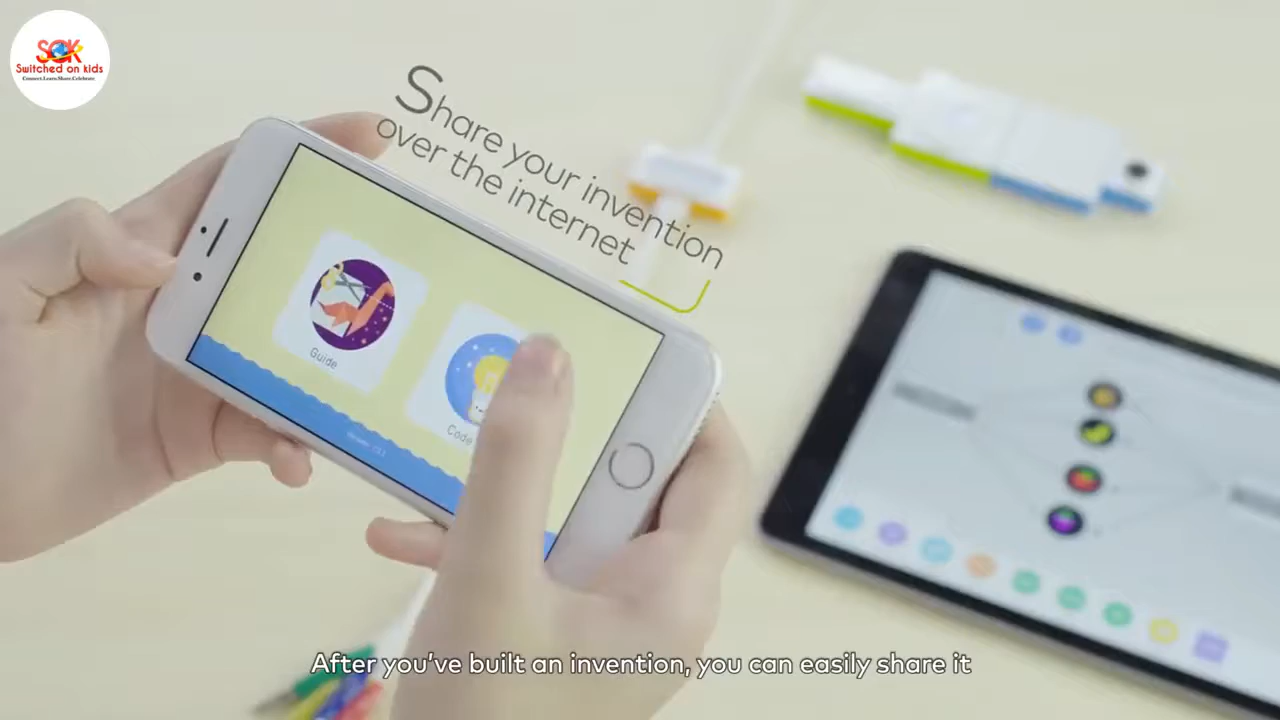 SOK
Switched on kids
Connect.Learn.Share.Celebrate
Share your invention
over the internet
Guide
Code
After you've built an invention, you can easily share it